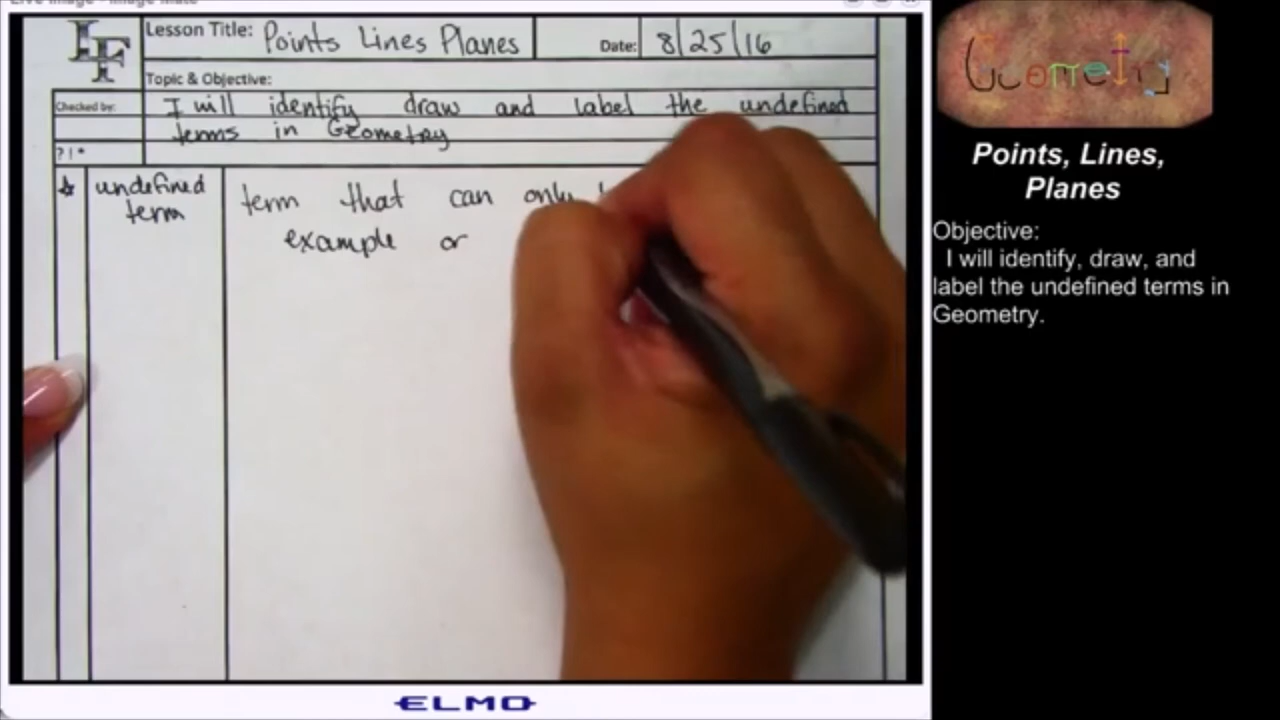 LF
Lesson Title: Points Lines Planes
Date: 8/25/16
Topic & Objective:
Checked by:
I will identify draw and label the undefined
terms in Geometry
? ! *
undefined
term
term that can only
example or
ELMO
Geometry
Points, Lines,
Planes
Objective:
I will identify, draw, and
label the undefined terms in
Geometry.